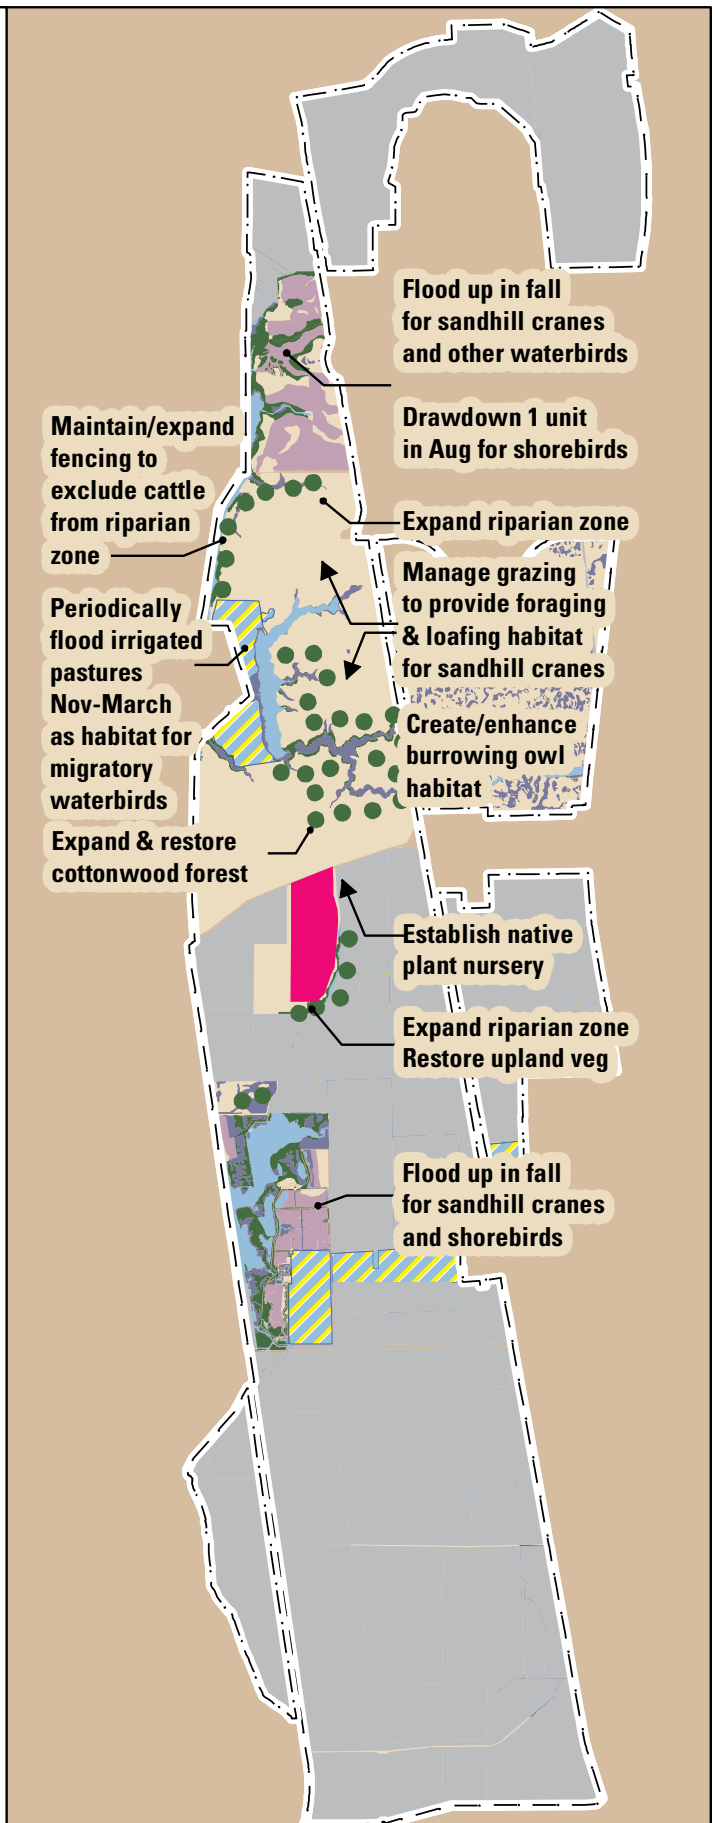 Flood up in fall
for sandhill cranes
and other waterbirds
Drawdown 1 unit
in Aug for shorebirds
Maintain/expand
fencing to
exclude cattle
from riparian
zone
Expand riparian zone
Manage grazing
to provide foraging
& loafing habitat
for sandhill cranes
Periodically
flood irrigated
pastures
Nov-March
as habitat for
migratory
waterbirds
Create/enhance
burrowing owl
habitat
Expand & restore
cottonwood forest
Establish native
plant nursery
Expand riparian zone
Restore upland veg
Flood up in fall
for sandhill cranes
and shorebirds